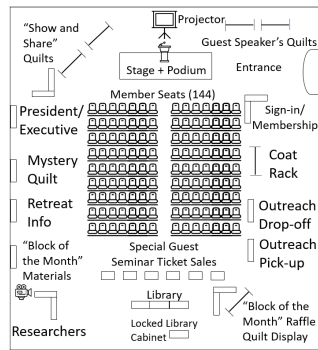 Projector
"Show and
Share"
Quilts
Guest Speaker's Quilts
Stage + Podium
Entrance
Member Seats (144)
President/
Executive
Sign-in/
Membership
Mystery
Quilt
Coat
Rack
Retreat
Info
Outreach
Drop-off
"Block of
the Month"
Materials
Special Guest
Outreach
Pick-up
Seminar Ticket Sales
Library
Researchers
Locked Library
Cabinet
"Block of the
Month" Raffle
Quilt Display